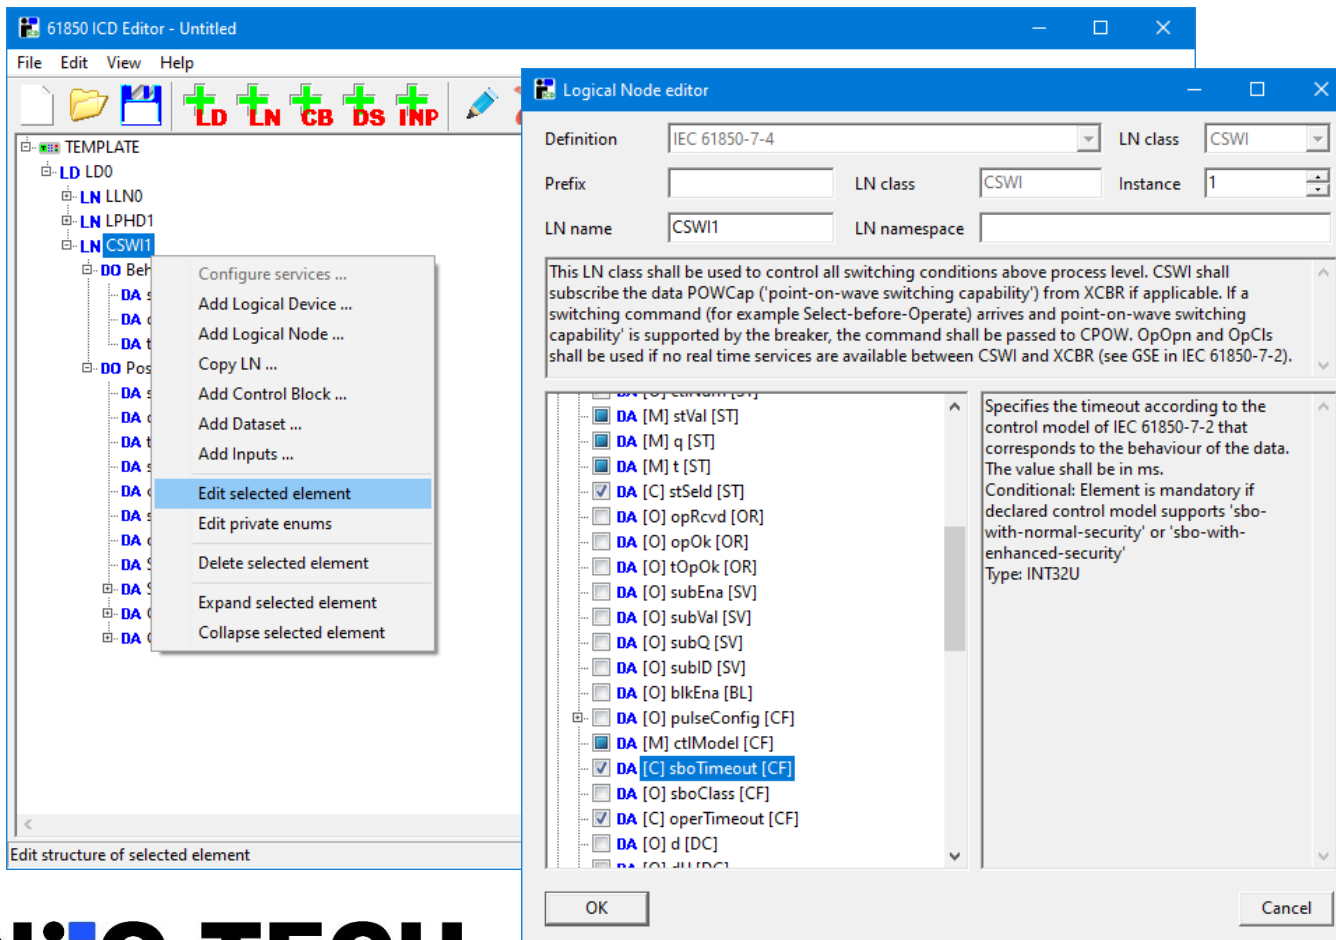 61850 ICD Editor - Untitled
File Edit View Help
LD LN CB DS INP
TEMPLATE
LD LD0
LN LLN0
LN LPHD1
LN CSWI1
DO Beh
DA
DA
DA t
DO Pos
DA
DA
DA t
DA
DA
DA
DA
DA
DA
DA
DA
Configure services ...
Add Logical Device ...
Add Logical Node ...
Copy LN ...
Add Control Block ...
Add Dataset ...
Add Inputs ...
Edit selected element
Edit private enums
Delete selected element
Expand selected element
Collapse selected element
Edit structure of selected element
Logical Node editor
Definition IEC 61850-7-4 LN class CSWI
Prefix LN class CSWI Instance 1
LN name CSWI1 LN namespace
This LN class shall be used to control all switching conditions above process level. CSWI shall
subscribe the data POWCap ('point-on-wave switching capability') from XCBR if applicable. If a
switching command (for example Select-before-Operate) arrives and point-on-wave switching
capability' is supported by the breaker, the command shall be passed to CPOW. OpOpn and OpCls
shall be used if no real time services are available between CSWI and XCBR (see GSE in IEC 61850-7-2).
DA [O] ctlNum [ST]
DA [M] stVal [ST]
DA [M] q [ST]
DA [M] t [ST]
DA [C] stSeld [ST]
DA [O] opRcvd [OR]
DA [O] opOk [OR]
DA [O] tOpOk [OR]
DA [O] subEna [SV]
DA [O] subVal [SV]
DA [O] subQ [SV]
DA [O] subID [SV]
DA [O] blkEna [BL]
DA [O] pulseConfig [CF]
DA [M] ctlModel [CF]
DA [C] sboTimeout [CF]
DA [O] sboClass [CF]
DA [C] operTimeout [CF]
DA [O] d [DC]
DA [O] dU [DC]
Specifies the timeout according to the
control model of IEC 61850-7-2 that
corresponds to the behaviour of the data.
The value shall be in ms.
Conditional: Element is mandatory if
declared control model supports 'sbo-
with-normal-security' or 'sbo-with-
enhanced-security'
Type: INT32U
OK Cancel